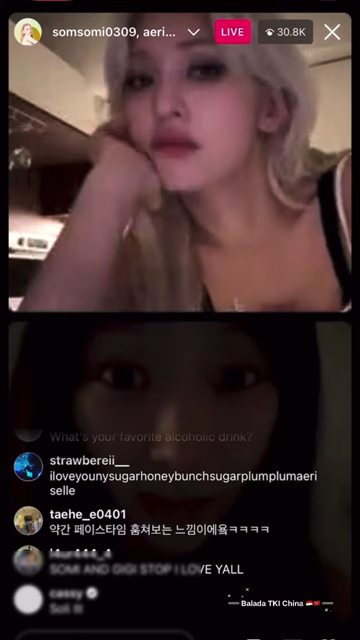 somsomi0309, aeri...
LIVE
30.8K
What's your favorite alcoholic drink?
strawbereii__
iloveyounysugarhoneybunchsugarplumplumaeri
selle
taehe_e0401
약간 페이스타임 훔쳐보는 느낌이에욬ㅋㅋㅋㅋ
SOMI AND GIGI STOP I LOVE YALL
cassy
Balada TKI China